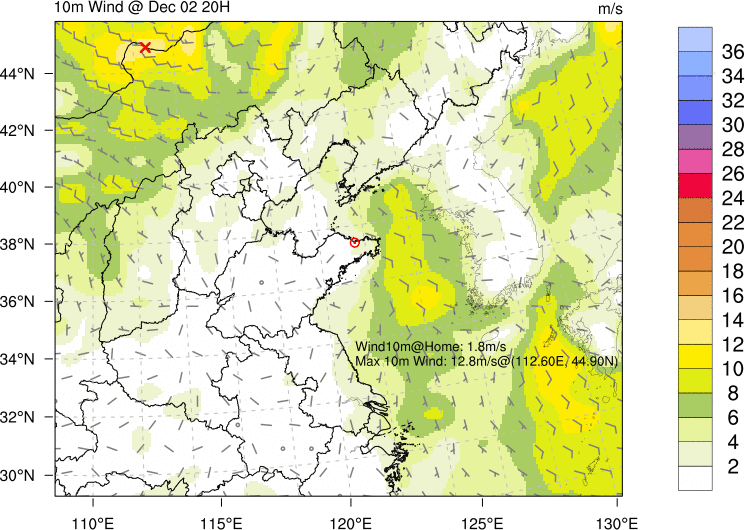 10m Wind @ Dec 02 20H
m/s
44°N
42°N
40°N
38°N
36°N
34°N
32°N
30°N
Wind10m@Home: 1.8m/s
Max 10m Wind: 12.8m/s@(112.60E, 44.90N)
110°E
115°E
120°E
125°E
130°E
36
34
32
30
28
26
24
22
20
18
16
14
12
10
8
6
4
2